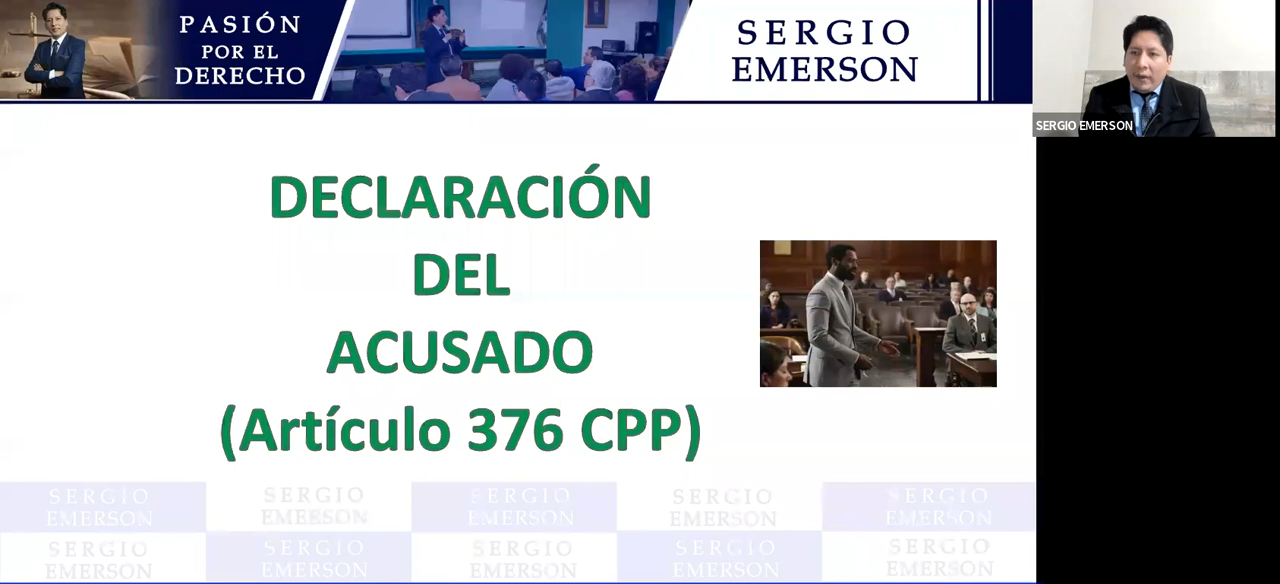 PASIÓN
POR EL
DERECHO
SERGIO
EMERSON
SERGIO EMERSON
DECLARACIÓN
DEL
ACUSADO
(Artículo 376 CPP)
SERGIO SERGIO SERGIO SERGIO SERGIO
EMERSON EMERSON EMERSON EMERSON EMERSON
SERGIO SERGIO SERGIO SERGIO SERGIO
EMERSON EMERSON EMERSON EMERSON EMERSON